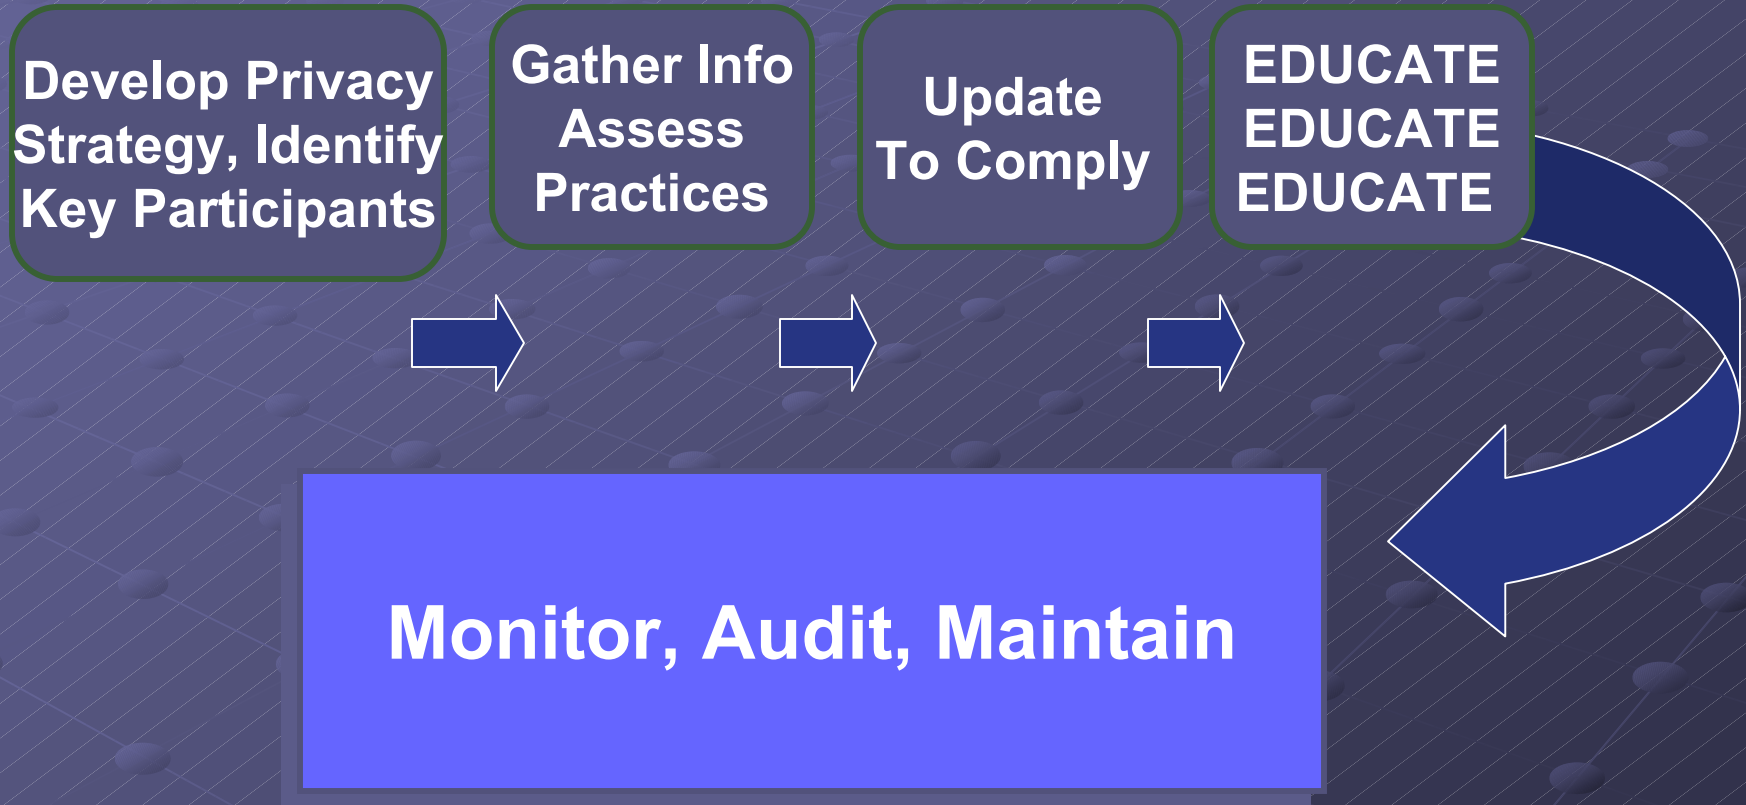 Develop Privacy
Strategy, Identify
Key Participants
Gather Info
Assess
Practices
Update
To Comply
EDUCATE
EDUCATE
EDUCATE
Monitor, Audit, Maintain